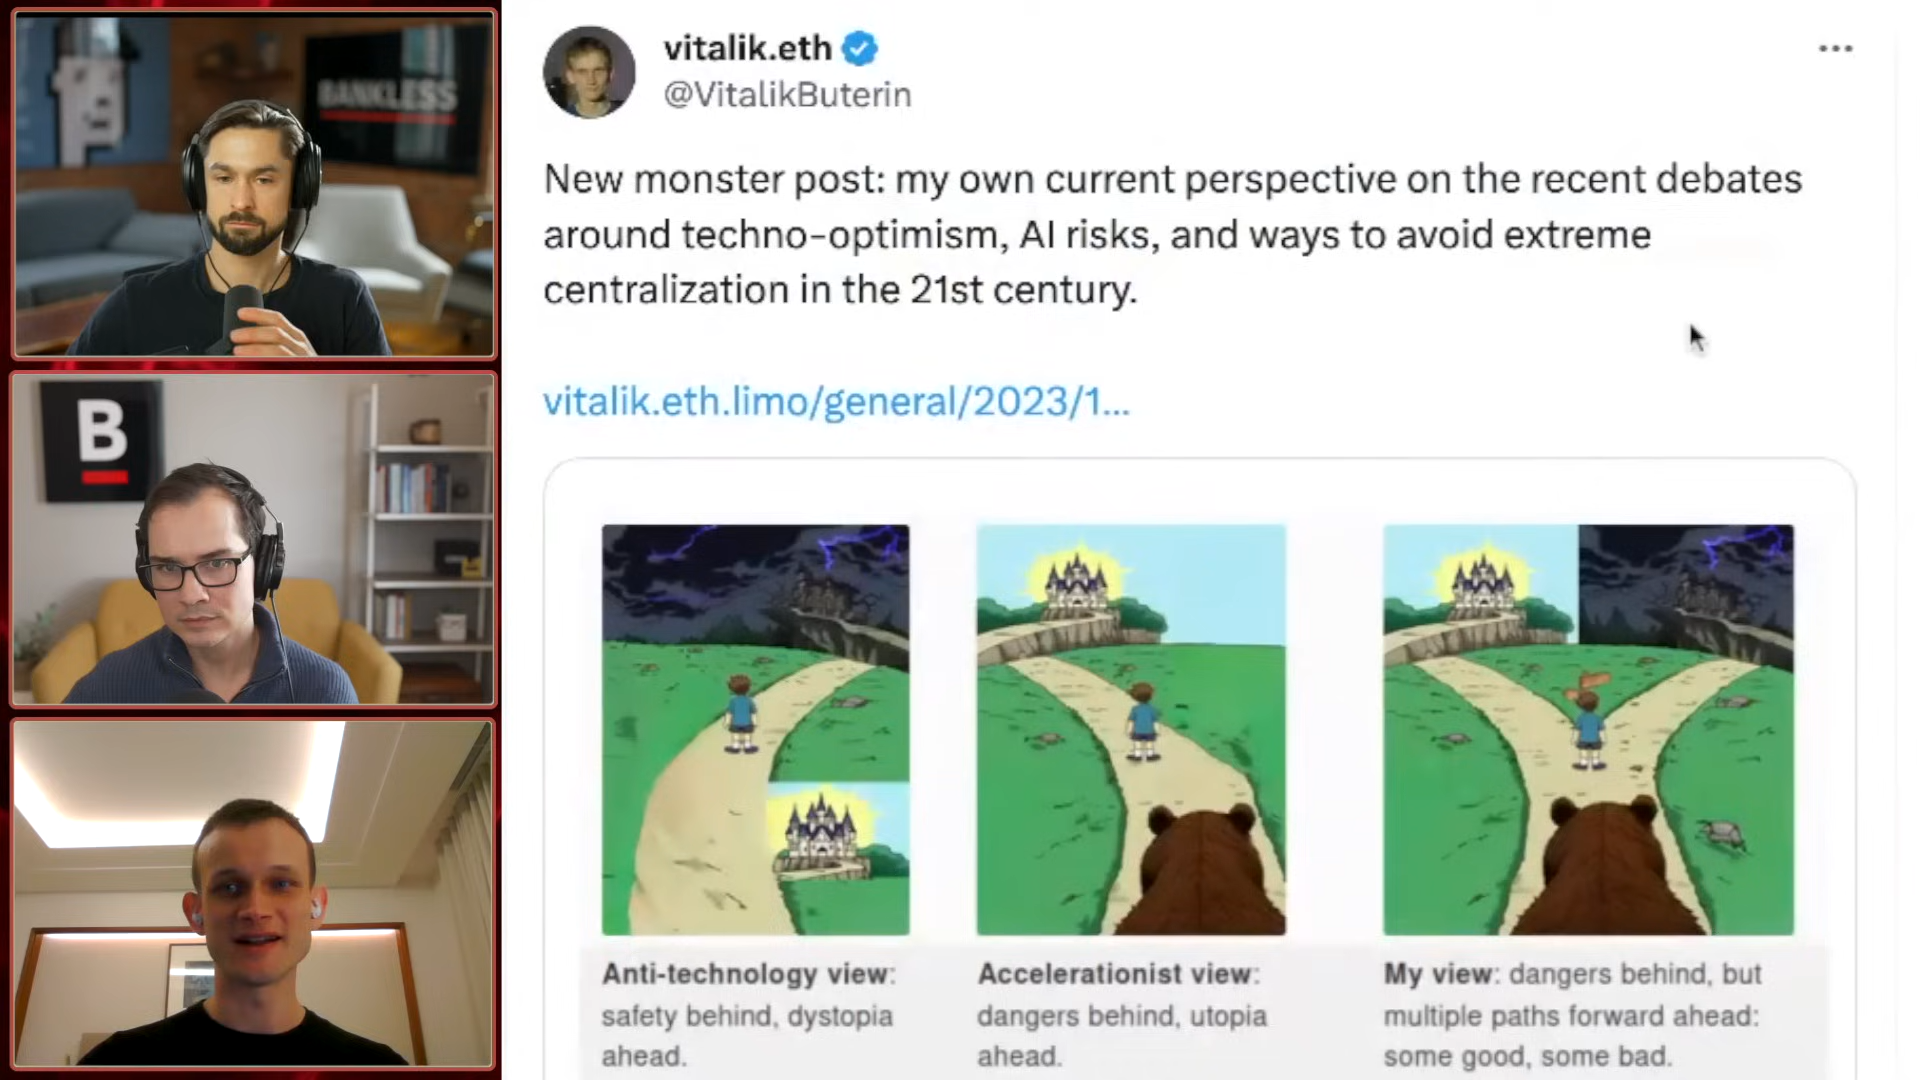 BANKLESS
B
vitalik.eth
@VitalikButerin
New monster post: my own current perspective on the recent debates
around techno-optimism, AI risks, and ways to avoid extreme
centralization in the 21st century.
vitalik.eth.limo/general/2023/1...
Anti-technology view:
safety behind, dystopia
ahead.
Accelerationist view:
dangers behind, utopia
ahead.
My view: dangers behind, but
multiple paths forward ahead:
some good, some bad.